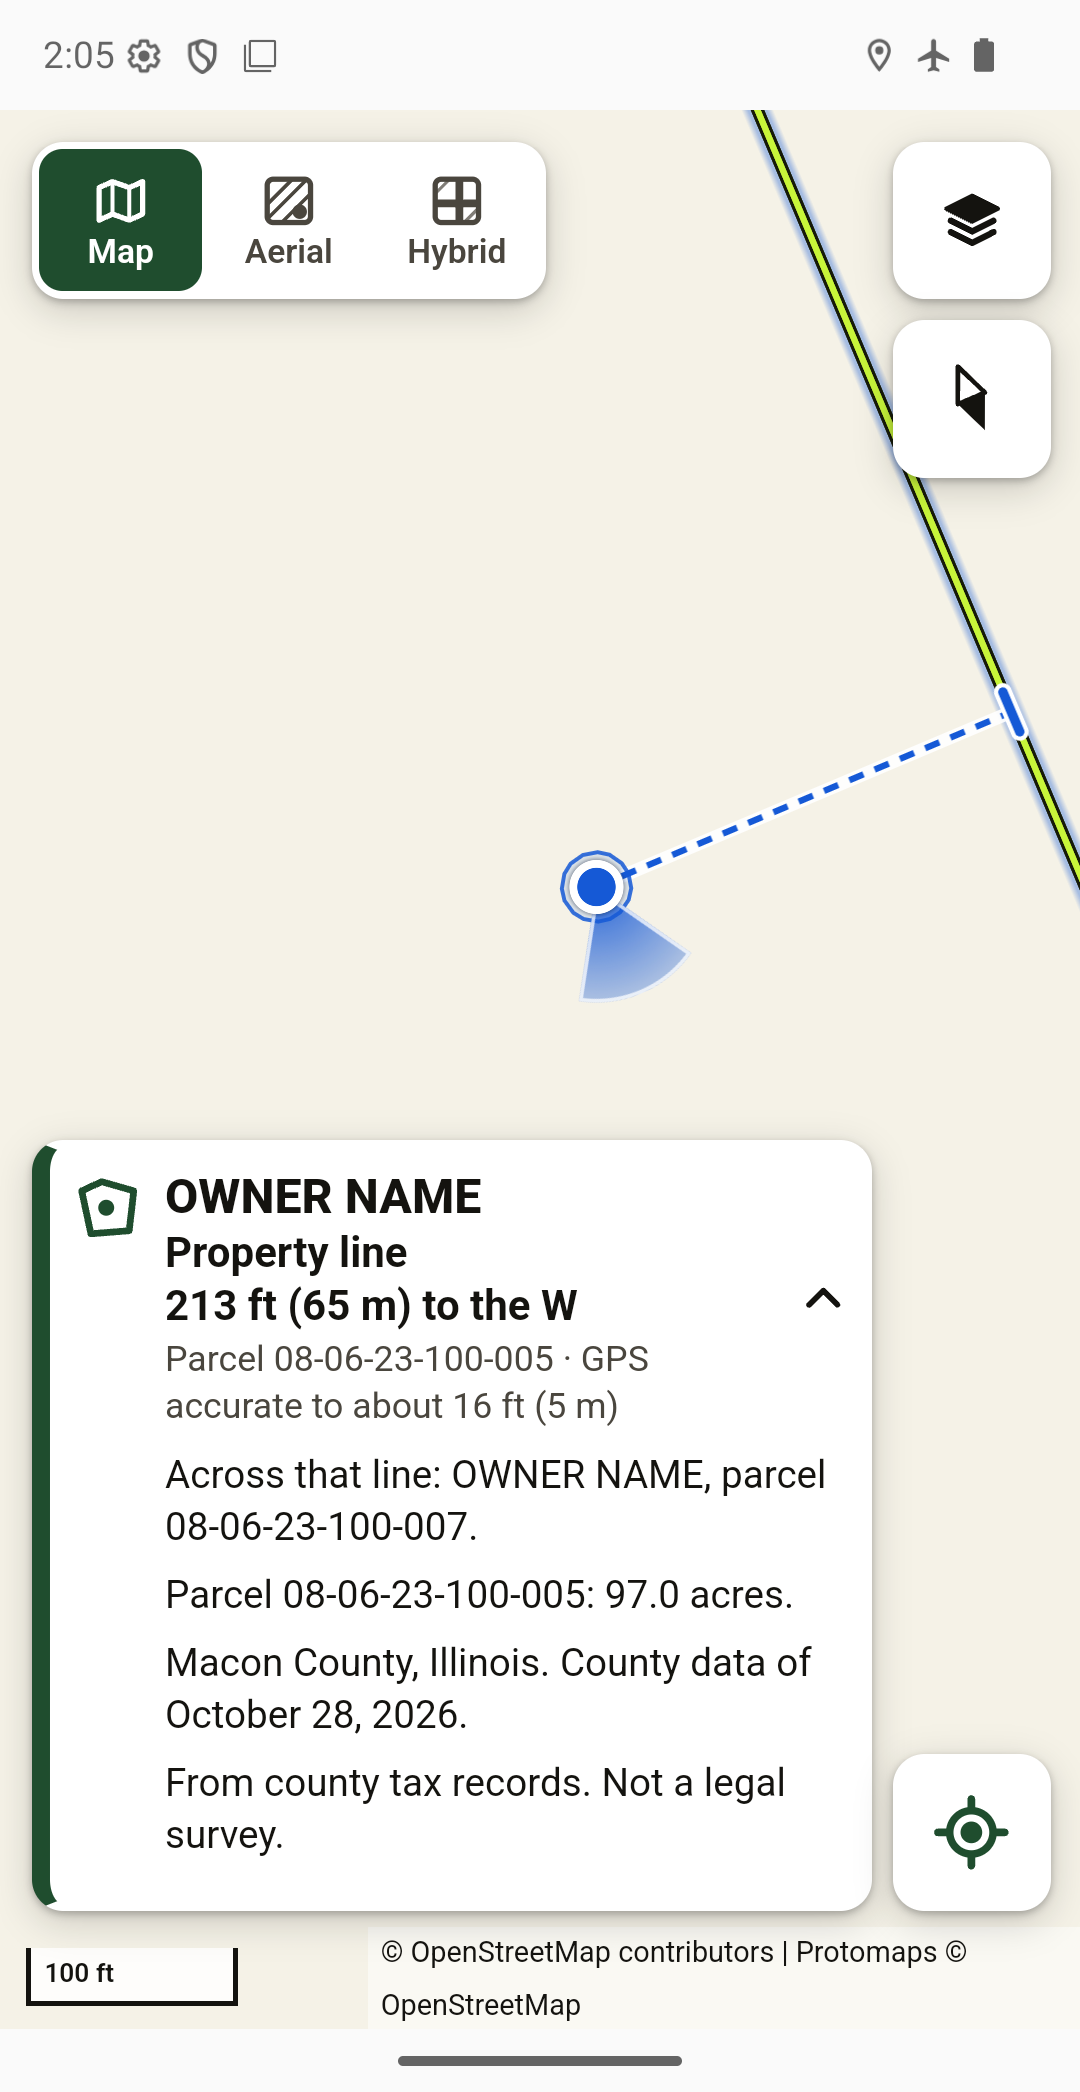 2:05
Map
Aerial
Hybrid
OWNER NAME
Property line
213 ft (65 m) to the W
Parcel 08-06-23-100-005 · GPS
accurate to about 16 ft (5 m)
Across that line: OWNER NAME, parcel
08-06-23-100-007.
Parcel 08-06-23-100-005: 97.0 acres.
Macon County, Illinois. County data of
October 28, 2026.
From county tax records. Not a legal
survey.
100 ft
© OpenStreetMap contributors | Protomaps ©
OpenStreetMap